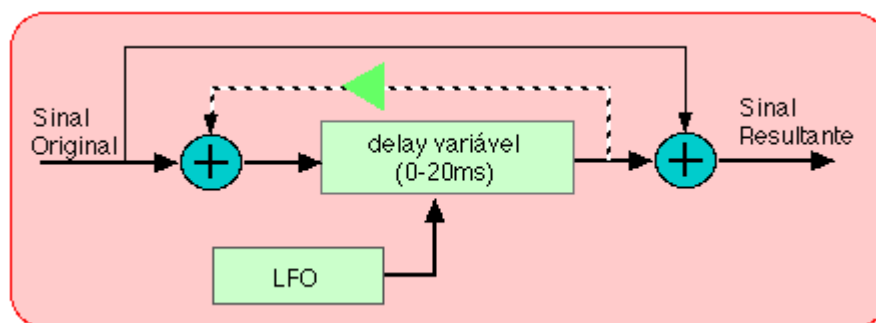 Sinal
Original
delay variável
(0-20ms)
LFO
Sinal
Resultante